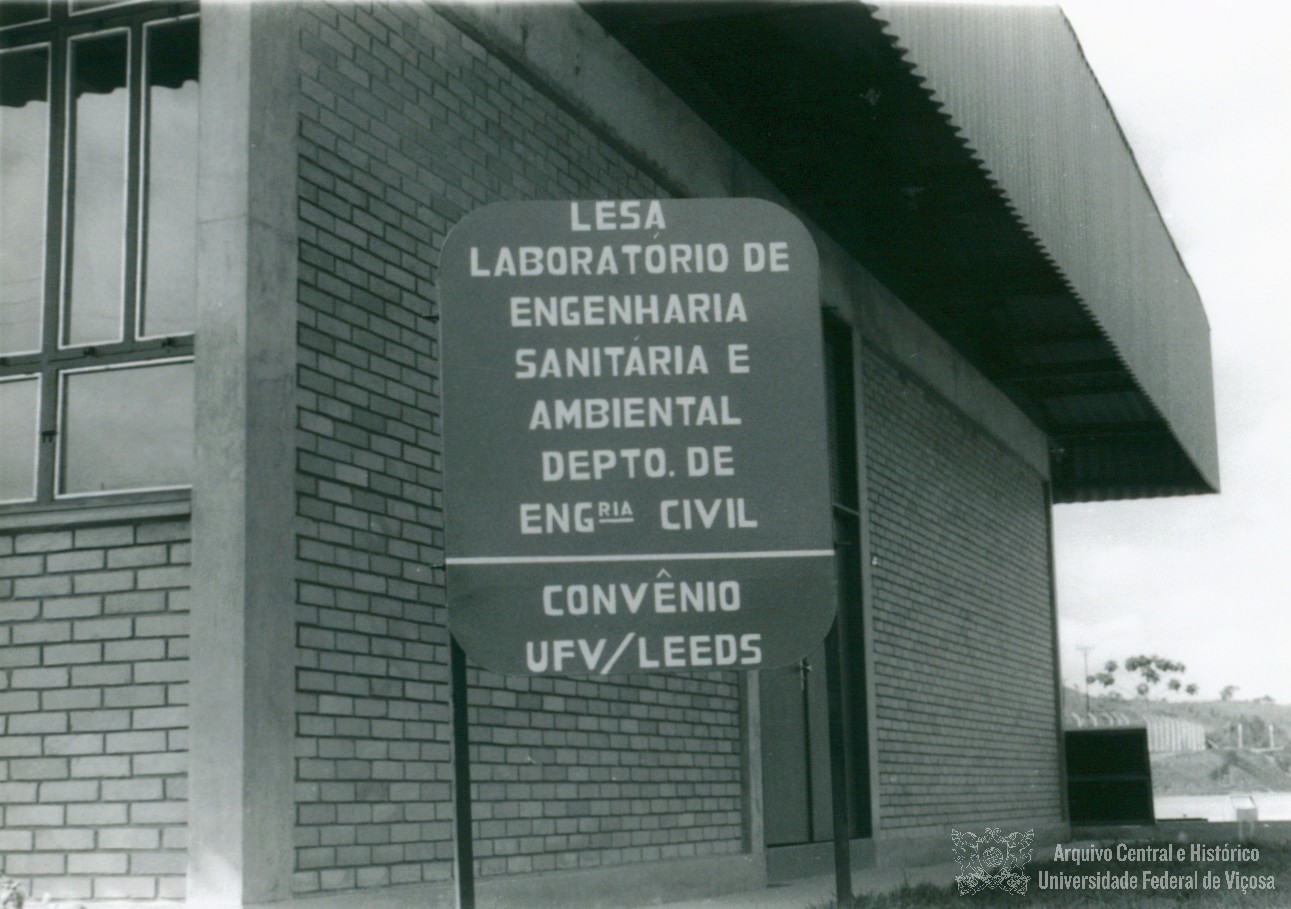 LESA
LABORATÓRIO DE
ENGENHARIA
SANITÁRIA E
AMBIENTAL
DEPTO. DE
ENGRIA CIVIL
CONVÊNIO
UFV/LEEDS
Arquivo Central e Histórico
Universidade Federal de Viçosa